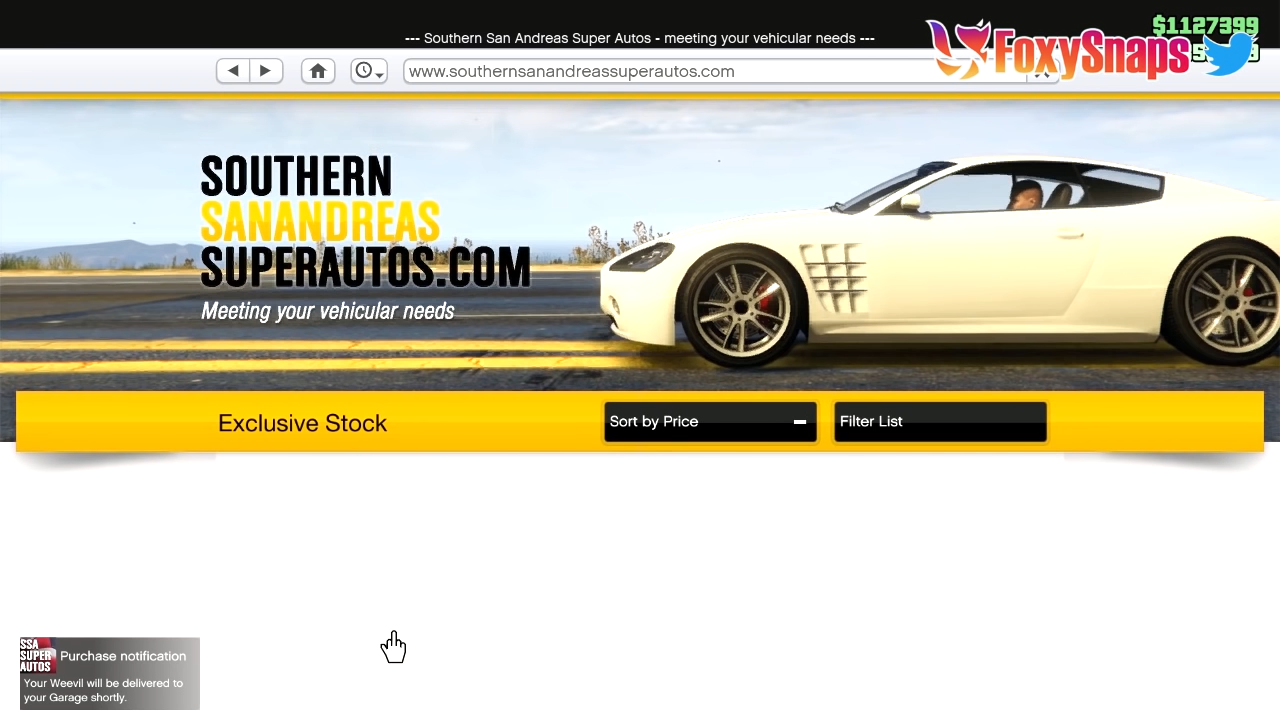 $1127399
--- Southern San Andreas Super Autos - meeting your vehicular needs ---
FoxySnaps
www.southernsanandreassuperautos.com
SOUTHERN
SANANDREAS
SUPERAUTOS.COM
Meeting your vehicular needs
Exclusive Stock
Sort by Price
Filter List
SSA
SUPER
AUTOS
Purchase notification
Your Weevil will be delivered to
your Garage shortly.